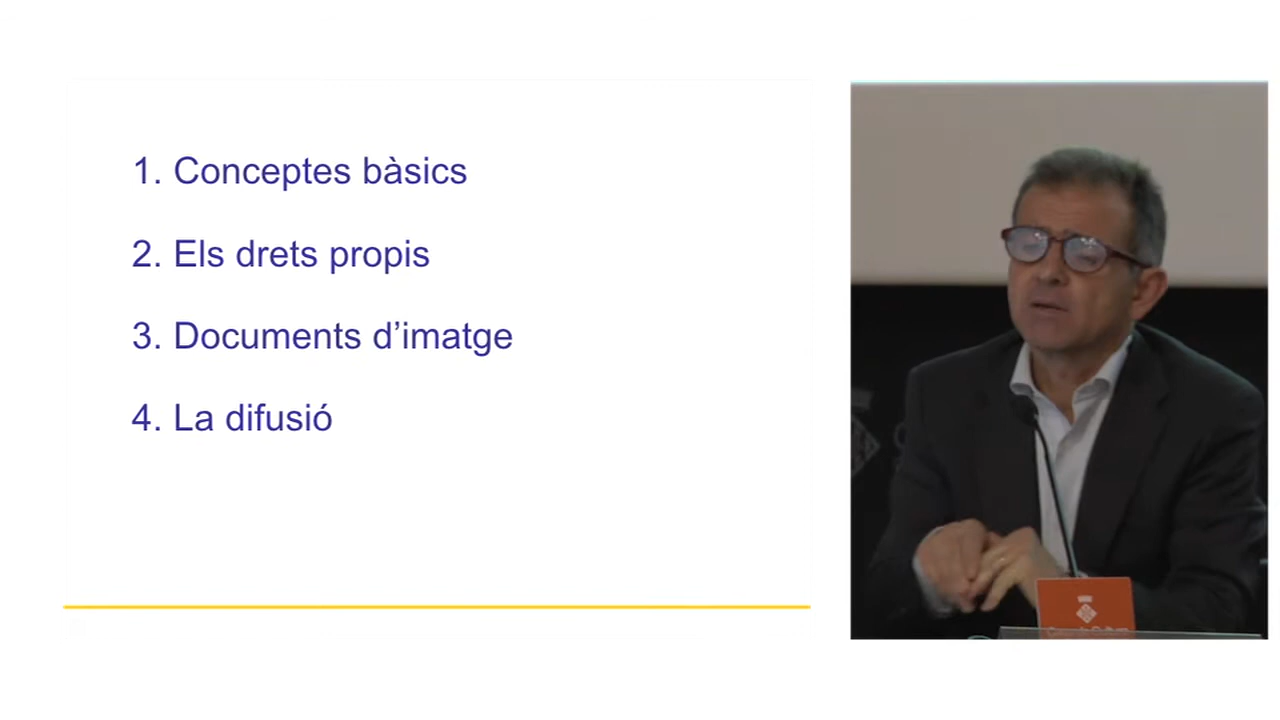 1. Conceptes bàsics
2. Els drets propis
3. Documents d’imatge
4. La difusió